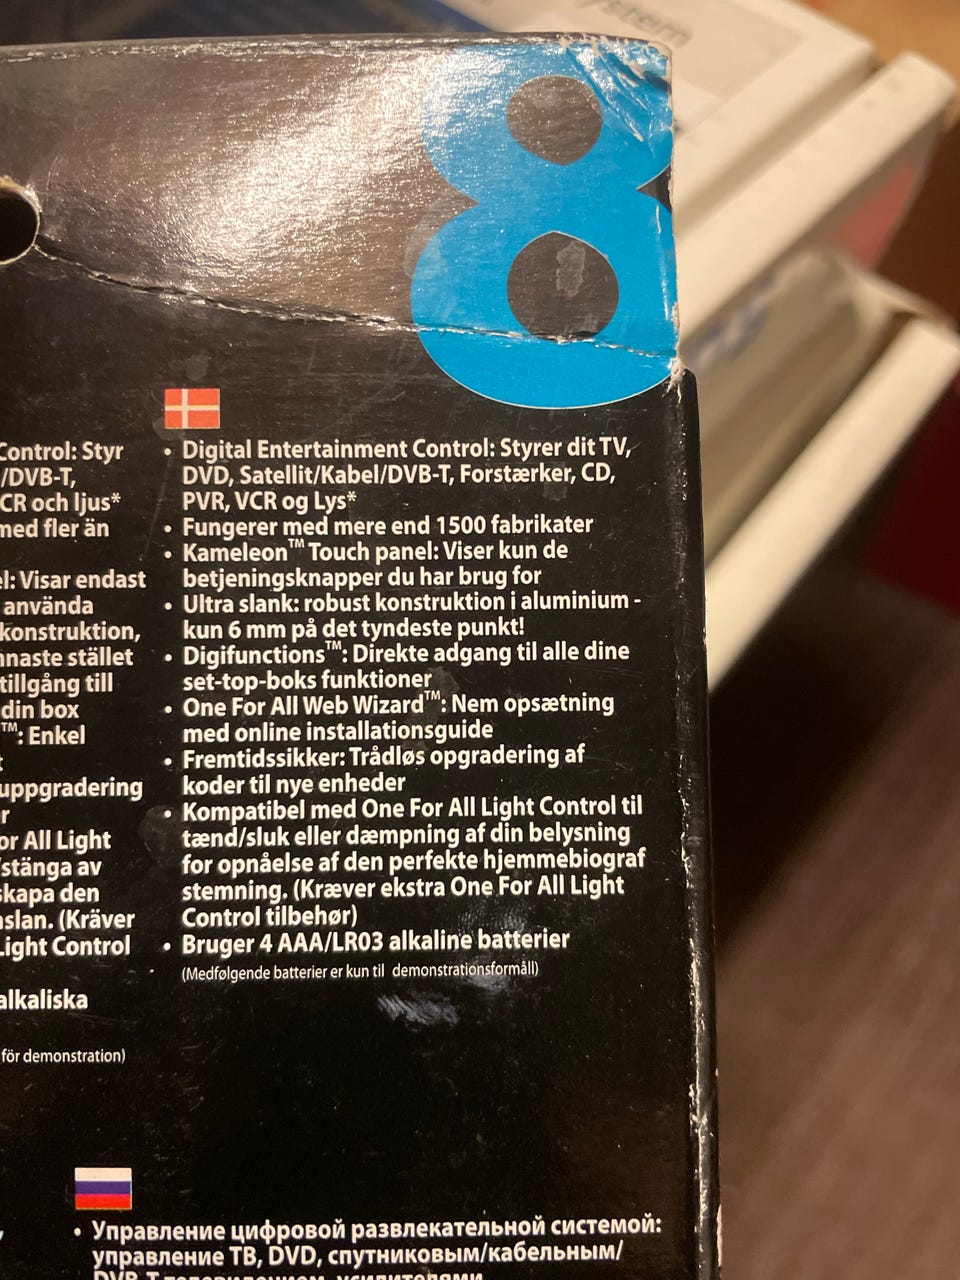 ystem
8
Control: Styr
/DVB-T,
CR och ljus*
med fler än
el: Visar endast
använda
konstruktion,
nnaste stället
tillgång till
din box
™: Enkel
t
uppgradering
r
or All Light
/stänga av
skapa den
aslan. (Kräver
Light Control
alkaliska
för demonstration)
• Digital Entertainment Control: Styrer dit TV,
DVD, Satellit/Kabel/DVB-T, Forstærker, CD,
PVR, VCR og Lys*
• Fungerer med mere end 1500 fabrikater
• Kameleon™ Touch panel: Viser kun de
betjeningsknapper du har brug for
• Ultra slank: robust konstruktion i aluminium -
kun 6 mm på det tyndeste punkt!
• Digifunctions™: Direkte adgang til alle dine
set-top-boks funktioner
• One For All Web Wizard™: Nem opsætning
med online installationsguide
• Fremtidssikker: Trådløs opgradering af
koder til nye enheder
• Kompatibel med One For All Light Control til
tænd/sluk eller dæmpning af din belysning
for opnåelse af den perfekte hjemmebiograf
stemning. (Kræver ekstra One For All Light
Control tilbehør)
• Bruger 4 AAA/LR03 alkaline batterier
(Medfølgende batterier er kun til demonstrationsformåll)
• Управление цифровой развлекательной системой:
управление ТВ, DVD, спутниковым/кабельным/
DVB-T телевидением, усилителями